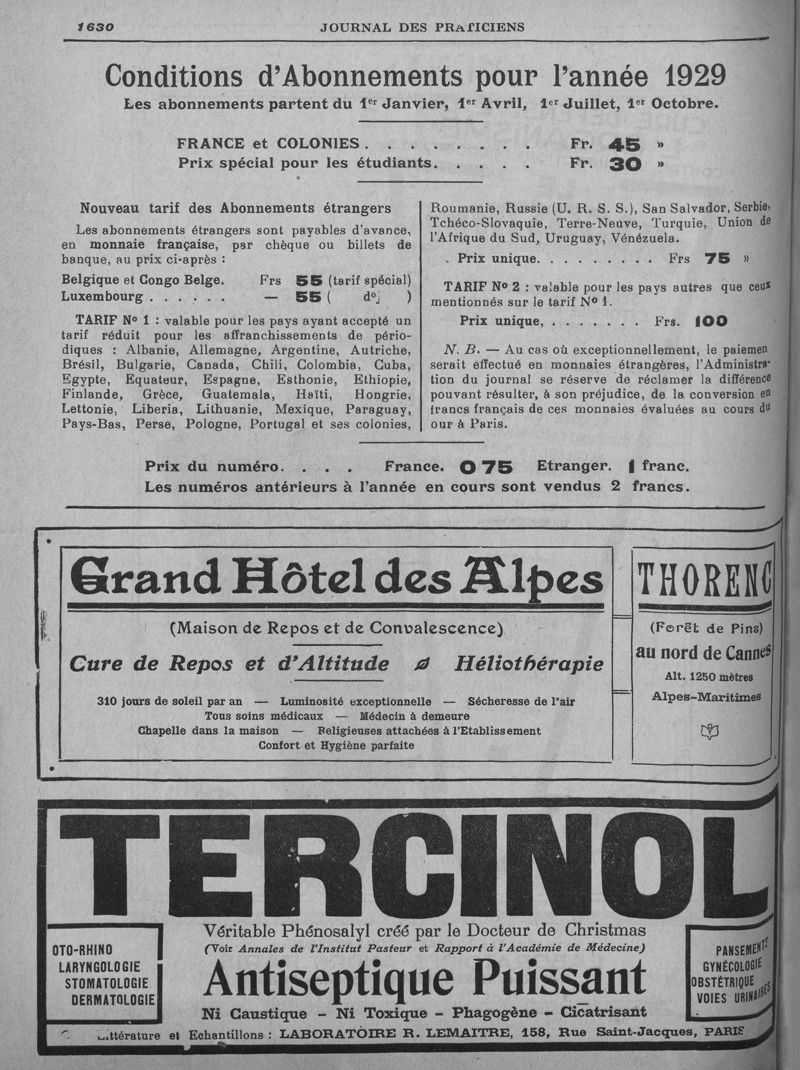 1630
JOURNAL DES PRATICIENS
Conditions d'Abonnements pour l'année 1929
Les abonnements partent du 1er Janvier, 1er Avril, 1er Juillet, 1er Octobre.
FRANCE et COLONIES . . . . . . . . Fr. 45 »
Prix spécial pour les étudiants. . . . . Fr. 30 »
Nouveau tarif des Abonnements étrangers
Les abonnements étrangers sont payables d'avance,
en monnaie française, par chèque ou billets de
banque, au prix ci-après :
Belgique et Congo Belge. Frs 55 (tarif spécial)
Luxembourg . . . . . . — 55 ( do )
TARIF No 1 : valable pour les pays ayant accepté un
tarif réduit pour les affranchissements de pério-
diques : Albanie, Allemagne, Argentine, Autriche,
Brésil, Bulgarie, Canada, Chili, Colombia, Cuba,
Egypte, Equateur, Espagne, Esthonie, Ethiopie,
Finlande, Grèce, Guatemala, Haïti, Hongrie,
Lettonie, Liberia, Lithuanie, Mexique, Paraguay,
Pays-Bas, Perse, Pologne, Portugal et ses colonies,
Roumanie, Russie (U. R. S. S.), San Salvador, Serbie,
Tchéco-Slovaquie, Terre-Neuve, Turquie, Union de
l'Afrique du Sud, Uruguay, Vénézuela.
Prix unique. . . . . . . . . Frs 75 »
TARIF No 2 : valable pour les pays autres que ceux
mentionnés sur le tarif No 1.
Prix unique, . . . . . . . Frs. 100
N. B. — Au cas où exceptionnellement, le paiemen
serait effectué en monnaies étrangères, l'Administra-
tion du journal se réserve de réclamer la différence
pouvant résulter, à son préjudice, de la conversion en
francs français de ces monnaies évaluées au cours du
our à Paris.
Prix du numéro. . . . France. 0 75 Etranger. 1 franc.
Les numéros antérieurs à l'année en cours sont vendus 2 francs.
Grand Hôtel des Alpes
(Maison de Repos et de Convalescence)
Cure de Repos et d'Altitude Héliothérapie
310 jours de soleil par an — Luminosité exceptionnelle — Sécheresse de l'air
Tous soins médicaux — Médecin à demeure
Chapelle dans la maison — Religieuses attachées à l'Etablissement
Confort et Hygiène parfaite
THORENC
(Forêt de Pins)
au nord de Cannes
Alt. 1250 mètres
Alpes-Maritimes
TERCINOL
Véritable Phénosalyl créé par le Docteur de Christmas
(Voir Annales de l'Institut Pasteur et Rapport à l'Académie de Médecine)
OTO-RHINO
LARYNGOLOGIE
STOMATOLOGIE
DERMATOLOGIE
Antiseptique Puissant
Ni Caustique - Ni Toxique - Phagogène - Cicatrisant
PANSEMENTS
GYNÉCOLOGIE
OBSTÉTRIQUE
VOIES URINAIRES
Littérature et Echantillons : LABORATOIRE R. LEMAITRE, 158, Rue Saint-Jacques, PARIS